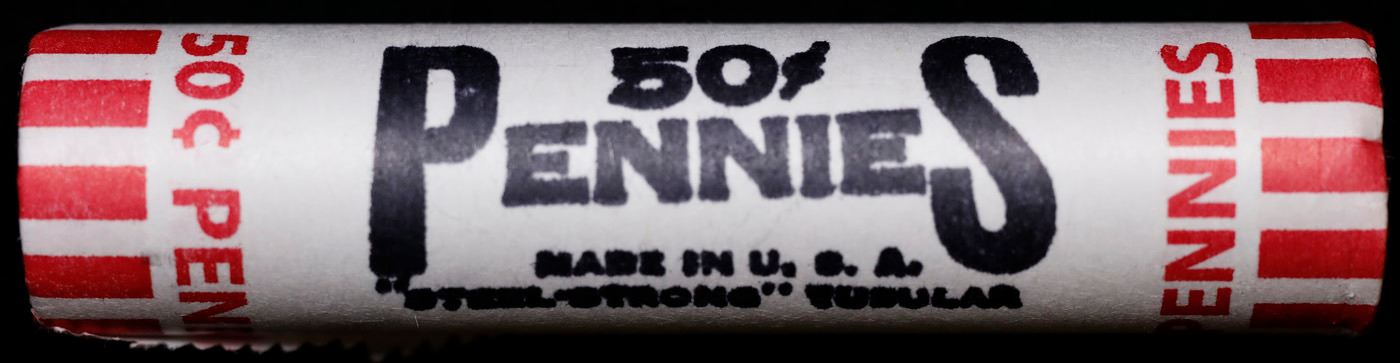 50¢ PEN
50¢
PENNIES
MADE IN U. S. A.
"STEEL-STRONG" TUBULAR
PENNIES